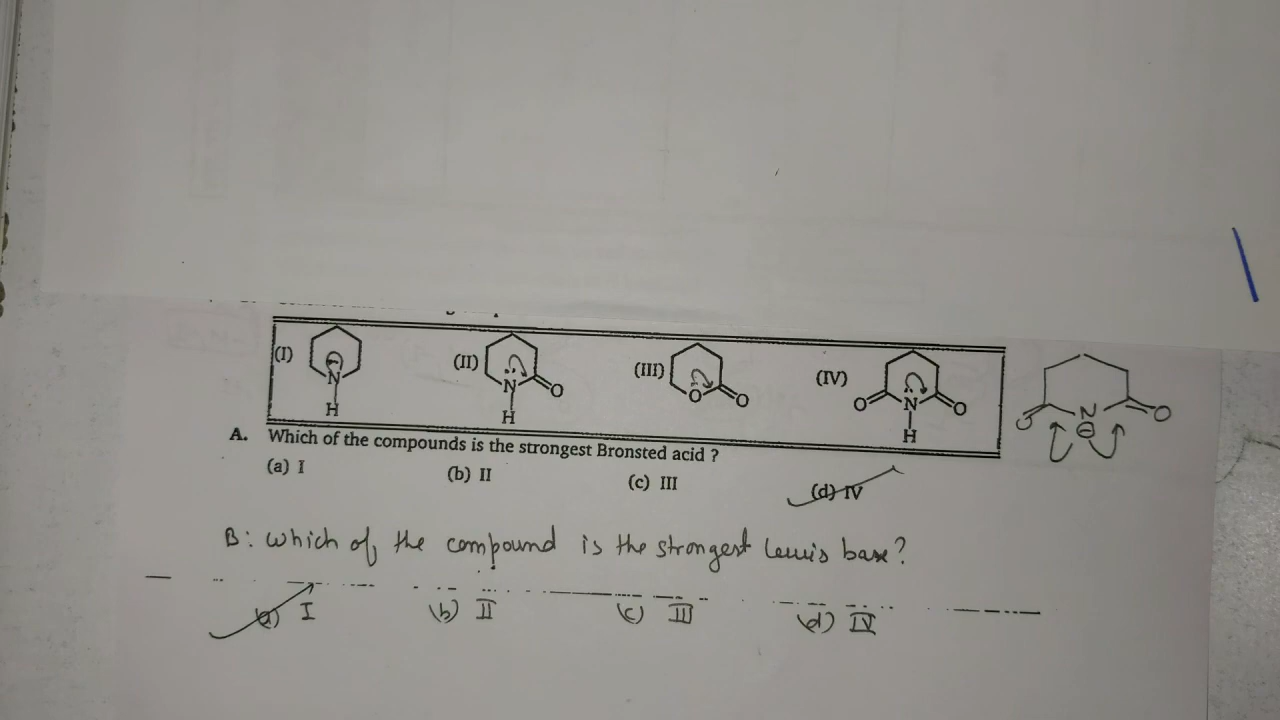 (I) N H (II) N H O (III) O O (IV) O N H O O N O
A. Which of the compounds is the strongest Bronsted acid ?
(a) I (b) II (c) III (d) IV
B: which of the compound is the strongest lewis base?
(a) I (b) II (c) III (d) IV